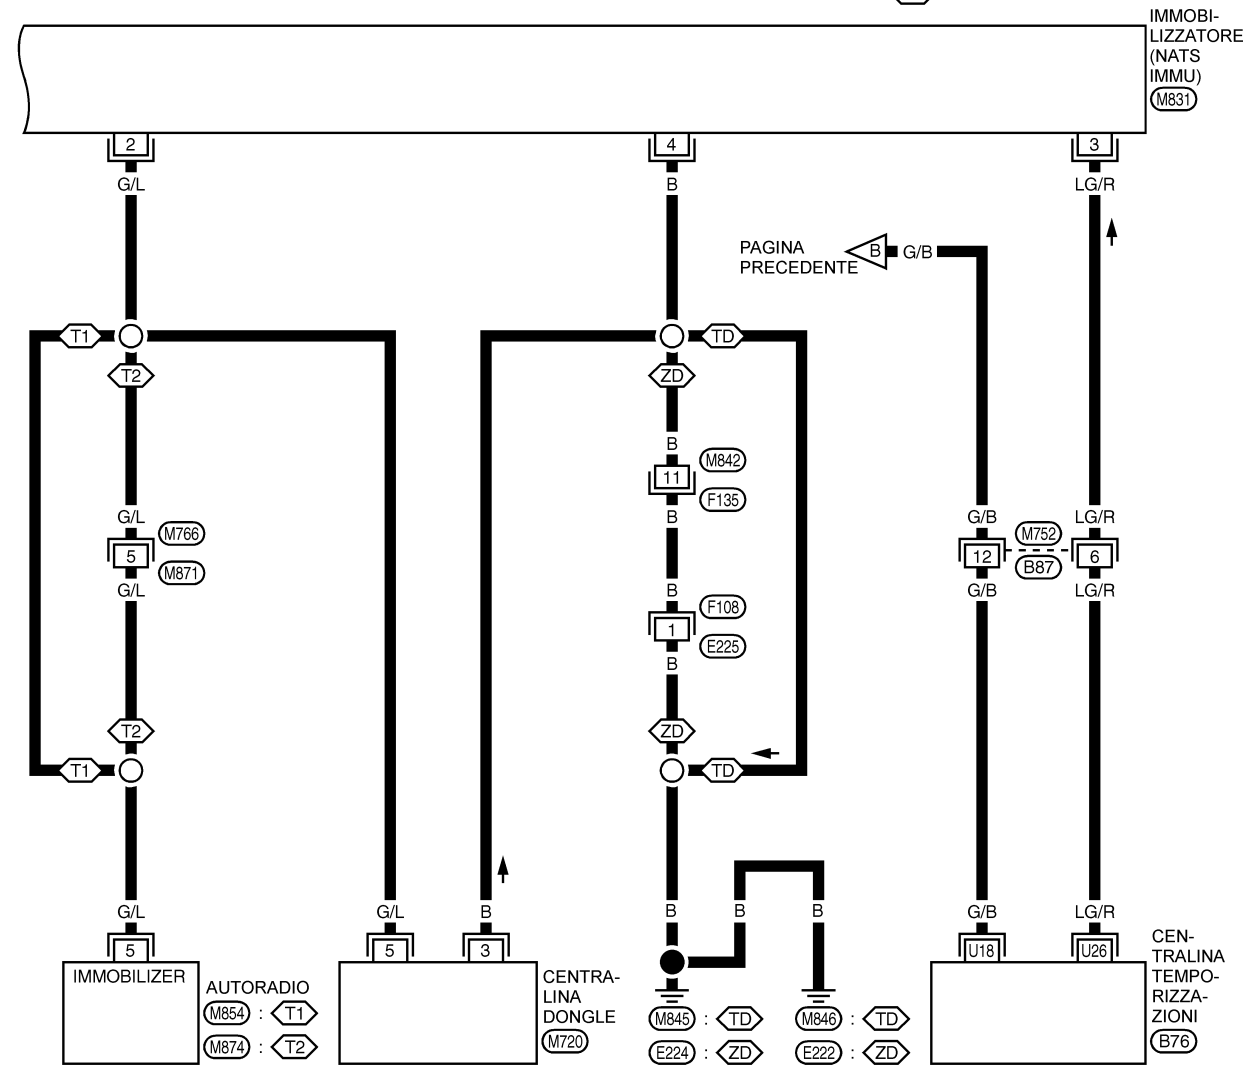 IMMOBI-
LIZZATORE
(NATS
IMMU)
M831
2
4
3
G/L
B
LG/R
PAGINA
PRECEDENTE
B
G/B
T1
TD
T2
ZD
B
M842
11
F135
B
G/L
M766
5
M871
G/L
G/B
M752
LG/R
12
6
B87
G/B
LG/R
B
F108
1
E225
B
T2
ZD
T1
TD
G/L
G/L
B
B
B
B
G/B
LG/R
5
5
3
U18
U26
IMMOBILIZER
AUTORADIO
M854 : T1
M874 : T2
CENTRA-
LINA
DONGLE
M720
M845 : TD
E224 : ZD
M846 : TD
E222 : ZD
CEN-
TRALINA
TEMPO-
RIZZA-
ZIONI
B76